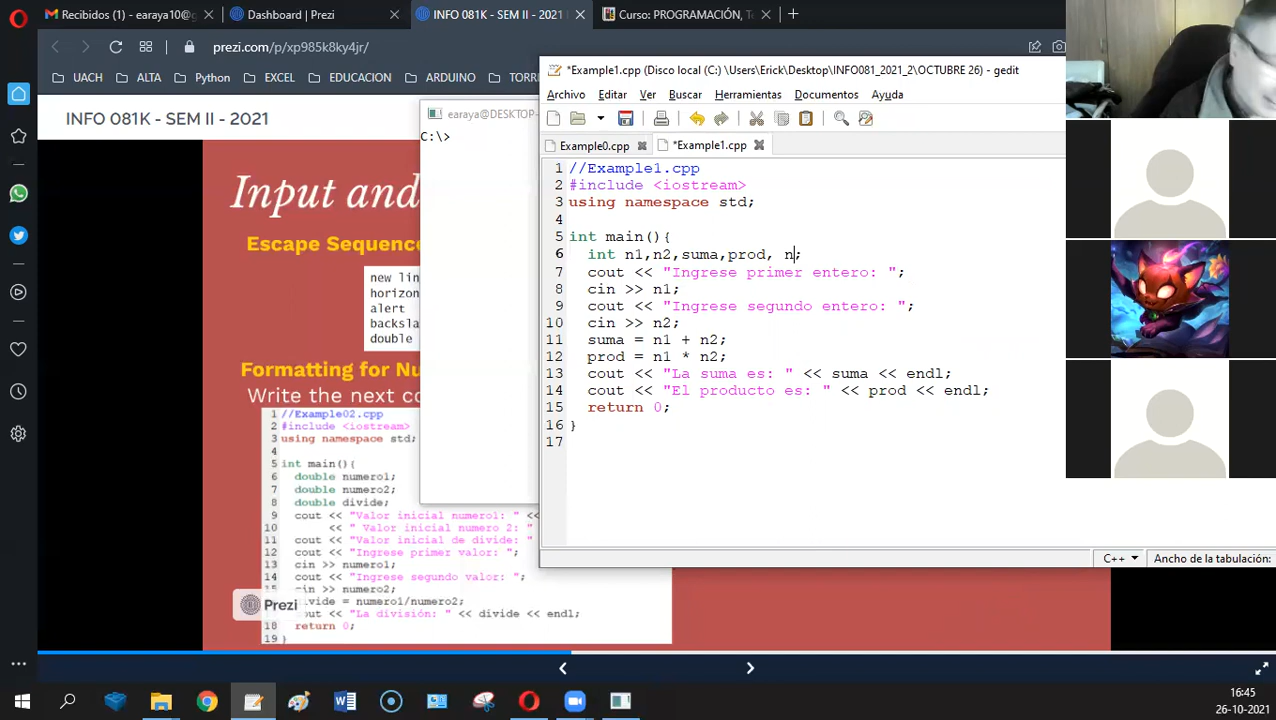 Recibidos (1) - earaya10@g
Dashboard | Prezi
INFO 081K - SEM II - 2021
Curso: PROGRAMACIÓN, To
prezi.com/p/xp985k8ky4jr/
UACH
ALTA
Python
EXCEL
EDUCACION
ARDUINO
TORR
INFO 081K - SEM II - 2021
Input and
Escape Sequenc
new lin
horizon
alert
backsla
double
Formatting for Nu
Write the next co
1 //Example02.cpp
2 #include <iostream>
3 using namespace std;
4
5 int main(){
6 double numero1;
7 double numero2;
8 double divide;
9 cout << "Valor inicial numero1: " <<
10 << " Valor inicial numero 2: "
11 cout << "Valor inicial de divide: "
12 cout << "Ingrese primer valor: ";
13 cin >> numero1;
14 cout << "Ingrese segundo valor: ";
cin >> numero2;
vide = numero1/numero2;
out << "La división: " << divide << endl;
18 return 0;
19 }
Prezi
earaya@DESKTOP-
C:\>
*Example1.cpp (Disco local (C:) \Users\Erick\Desktop\INFO081_2021_2\OCTUBRE 26) - gedit
Archivo Editar Ver Buscar Herramientas Documentos Ayuda
Example0.cpp
*Example1.cpp
1 //Example1.cpp
2 #include <iostream>
3 using namespace std;
4
5 int main(){
6 int n1,n2,suma,prod, n;
7 cout << "Ingrese primer entero: ";
8 cin >> n1;
9 cout << "Ingrese segundo entero: ";
10 cin >> n2;
11 suma = n1 + n2;
12 prod = n1 * n2;
13 cout << "La suma es: " << suma << endl;
14 cout << "El producto es: " << prod << endl;
15 return 0;
16 }
17
C++
Ancho de la tabulación:
16:45
26-10-2021